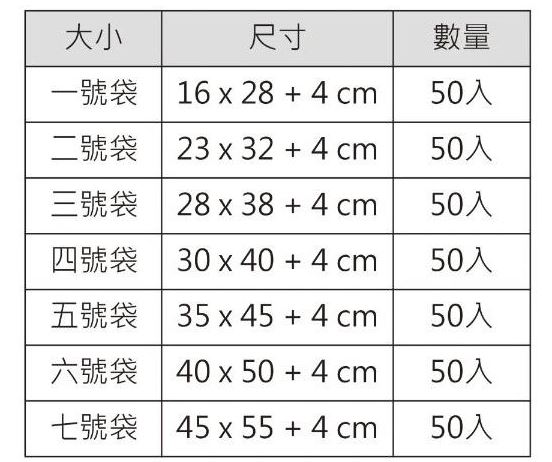 大小 尺寸 數量
一號袋 16 x 28 + 4 cm 50入
二號袋 23 x 32 + 4 cm 50入
三號袋 28 x 38 + 4 cm 50入
四號袋 30 x 40 + 4 cm 50入
五號袋 35 x 45 + 4 cm 50入
六號袋 40 x 50 + 4 cm 50入
七號袋 45 x 55 + 4 cm 50入